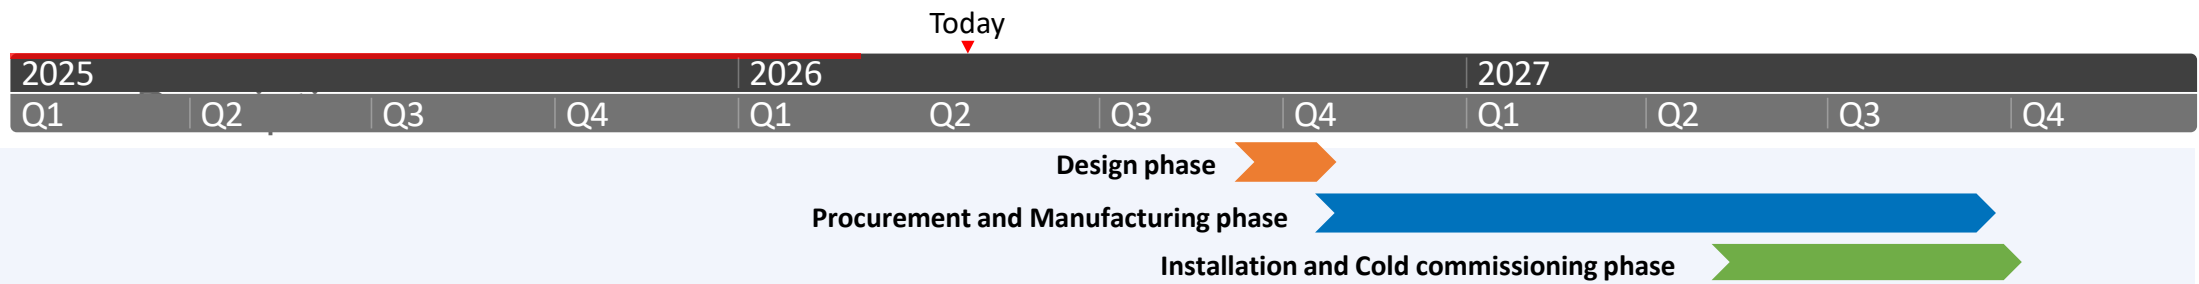 Today
2025 2026 2027
Q1 Q2 Q3 Q4 Q1 Q2 Q3 Q4 Q1 Q2 Q3 Q4
Design phase
Procurement and Manufacturing phase
Installation and Cold commissioning phase